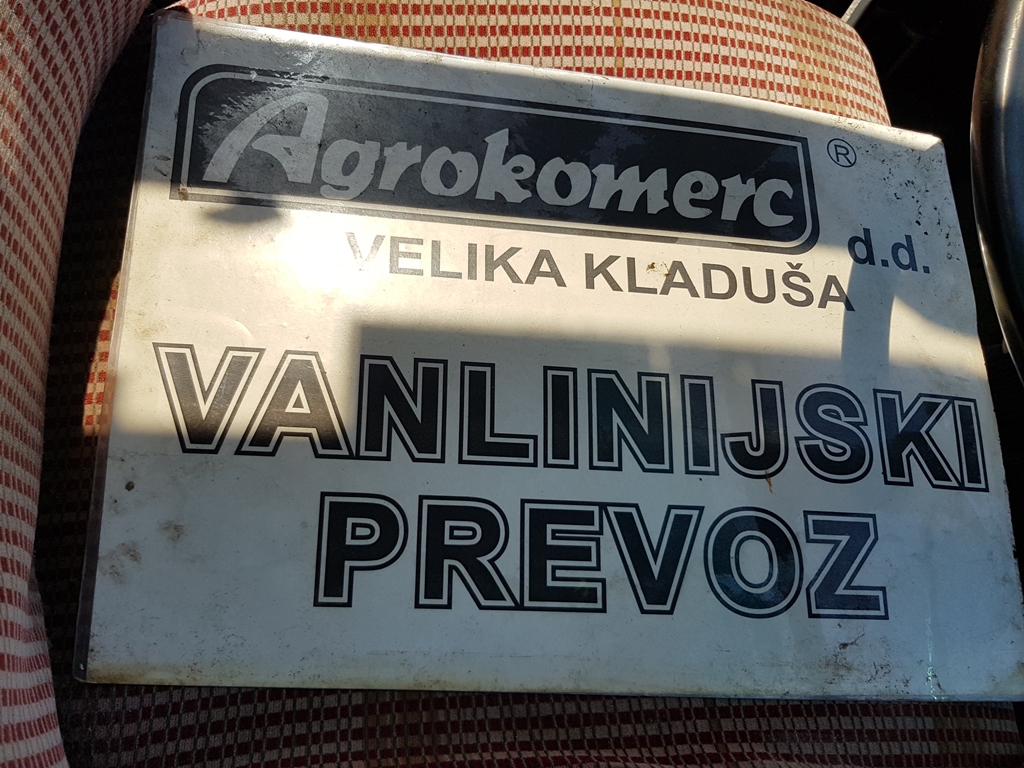 Agrokomerc ®
d.d.
VELIKA KLADUŠA
VANLINIJSKI
PREVOZ